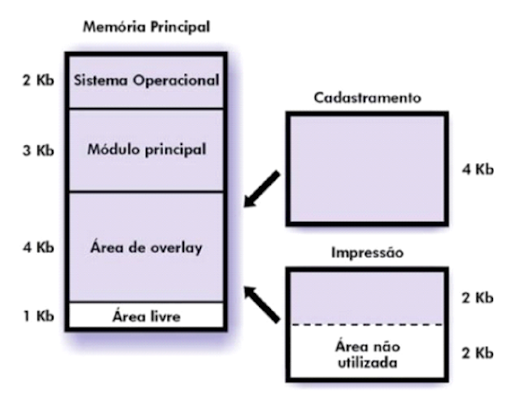 Memória Principal
2 Kb
Sistema Operacional
3 Kb
Módulo principal
4 Kb
Área de overlay
1 Kb
Área livre
Cadastramento
4 Kb
Impressão
2 Kb
Área não
utilizada
2 Kb